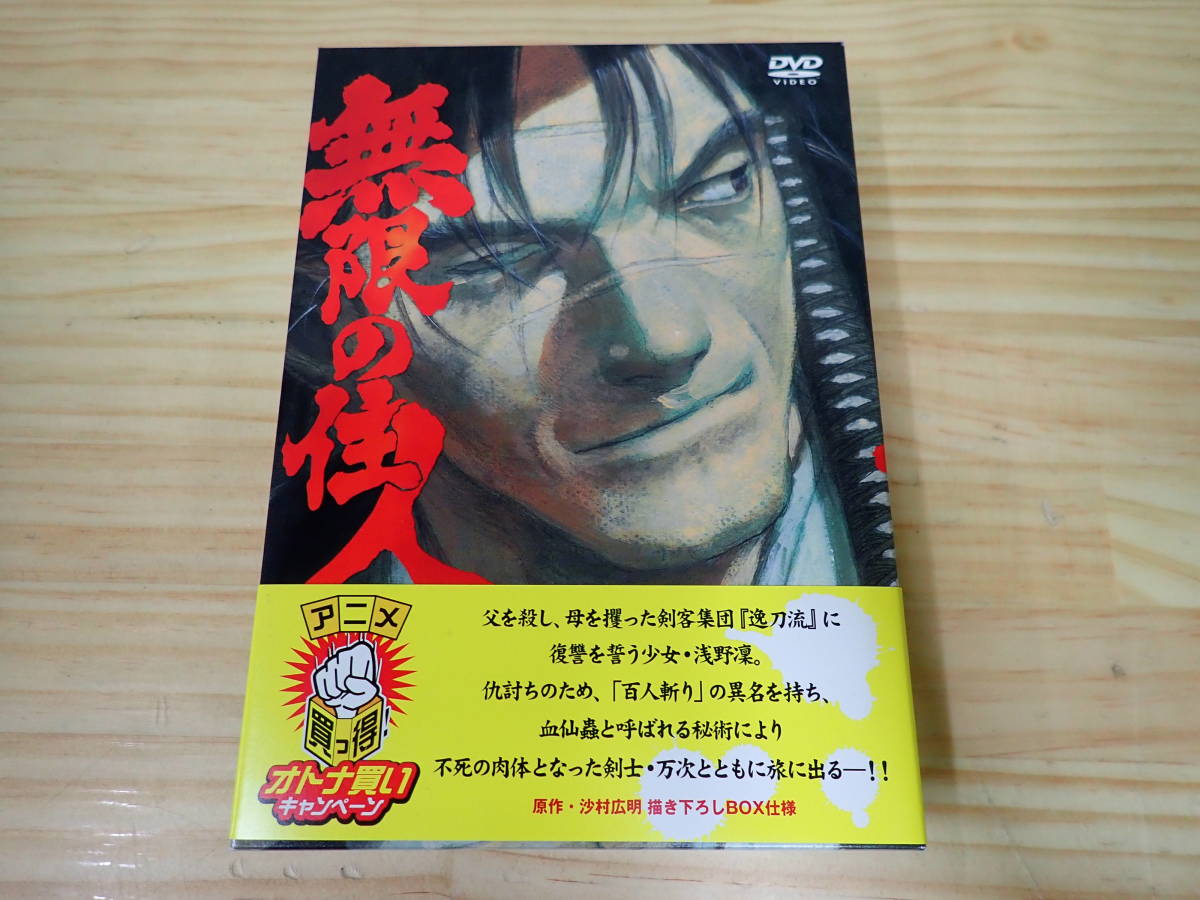 DVD
VIDEO
無限の住人
アニメ
買っ得!
オトナ買い
キャンペーン
父を殺し、母を攫った剣客集団『逸刀流』に
復讐を誓う少女・浅野凜。
仇討ちのため、「百人斬り」の異名を持ち、
血仙蟲と呼ばれる秘術により
不死の肉体となった剣士・万次とともに旅に出る―!!
原作・沙村広明 描き下ろしBOX仕様